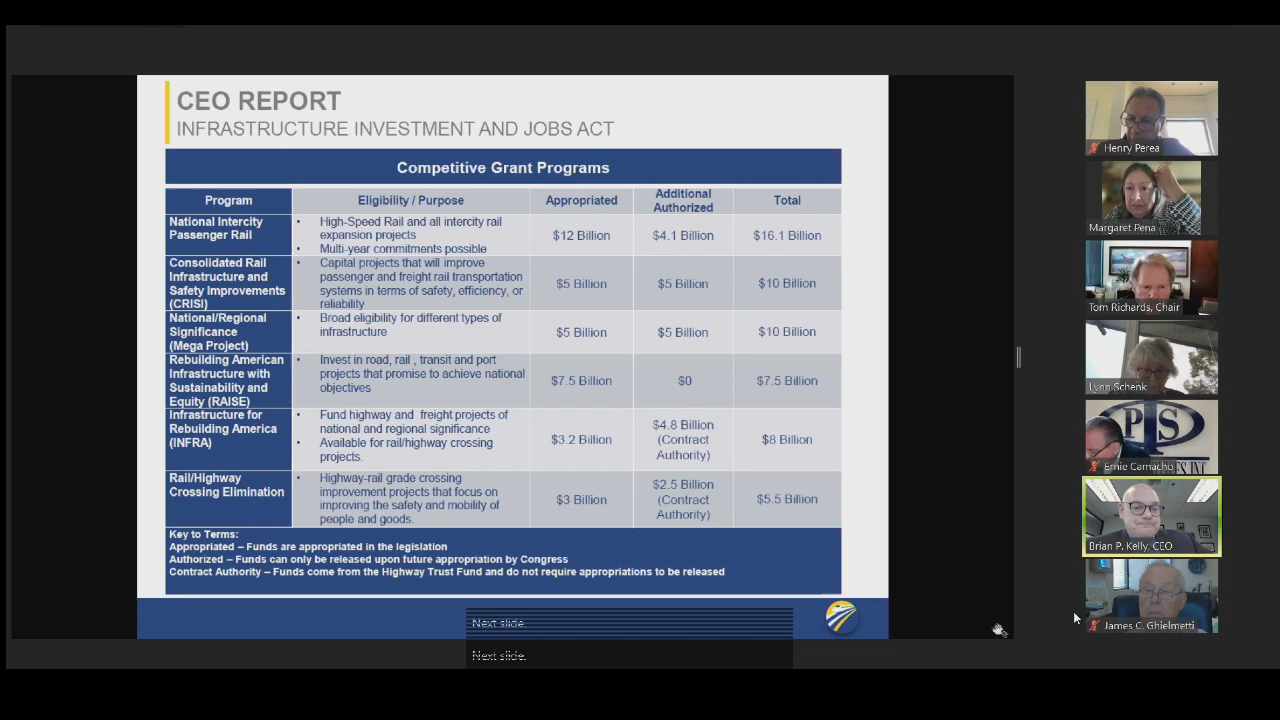 CEO REPORT
INFRASTRUCTURE INVESTMENT AND JOBS ACT
Competitive Grant Programs
Program
Eligibility / Purpose
Appropriated
Additional
Authorized
Total
National Intercity
Passenger Rail
• High-Speed Rail and all intercity rail
expansion projects
• Multi-year commitments possible
$12 Billion
$4.1 Billion
$16.1 Billion
Consolidated Rail
Infrastructure and
Safety Improvements
(CRISI)
• Capital projects that will improve
passenger and freight rail transportation
systems in terms of safety, efficiency, or
reliability
$5 Billion
$5 Billion
$10 Billion
National/Regional
Significance
(Mega Project)
• Broad eligibility for different types of
infrastructure
$5 Billion
$5 Billion
$10 Billion
Rebuilding American
Infrastructure with
Sustainability and
Equity (RAISE)
• Invest in road, rail , transit and port
projects that promise to achieve national
objectives
$7.5 Billion
$0
$7.5 Billion
Infrastructure for
Rebuilding America
(INFRA)
• Fund highway and freight projects of
national and regional significance
• Available for rail/highway crossing
projects.
$3.2 Billion
$4.8 Billion
(Contract
Authority)
$8 Billion
Rail/Highway
Crossing Elimination
• Highway-rail grade crossing
improvement projects that focus on
improving the safety and mobility of
people and goods.
$3 Billion
$2.5 Billion
(Contract
Authority)
$5.5 Billion
Key to Terms:
Appropriated – Funds are appropriated in the legislation
Authorized – Funds can only be released upon future appropriation by Congress
Contract Authority – Funds come from the Highway Trust Fund and do not require appropriations to be released
Next slide.
Next slide.
Henry Perea
Margaret Pena
Tom Richards, Chair
Lynn Schenk
Ernie Camacho
Brian P. Kelly, CEO
James C. Ghielmetti